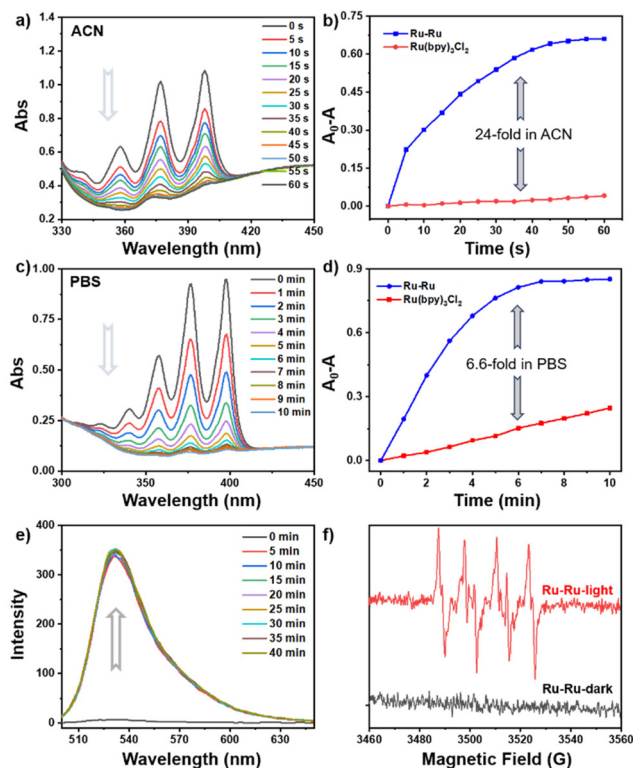 a)
ACN
0 s
5 s
10 s
15 s
20 s
25 s
30 s
35 s
40 s
45 s
50 s
55 s
60 s
Abs
1.4
1.2
1.0
0.8
0.6
0.4
0.2
330
360
390
420
450
Wavelength (nm)
b)
Ru-Ru
Ru(bpy)₃Cl₂
24-fold in ACN
A₀-A
0.75
0.60
0.45
0.30
0.15
0.00
0
10
20
30
40
50
60
Time (s)
c)
PBS
0 min
1 min
2 min
3 min
4 min
5 min
6 min
7 min
8 min
9 min
10 min
Abs
1.00
0.75
0.50
0.25
0.00
300
350
400
450
Wavelength (nm)
d)
Ru-Ru
Ru(bpy)₃Cl₂
6.6-fold in PBS
A₀-A
0.9
0.6
0.3
0.0
0
2
4
6
8
10
Time (min)
e)
0 min
5 min
10 min
15 min
20 min
25 min
30 min
35 min
40 min
Intensity
400
300
200
100
0
510
540
570
600
630
Wavelength (nm)
f)
Ru-Ru-light
Ru-Ru-dark
3460
3480
3500
3520
3540
3560
Magnetic Field (G)